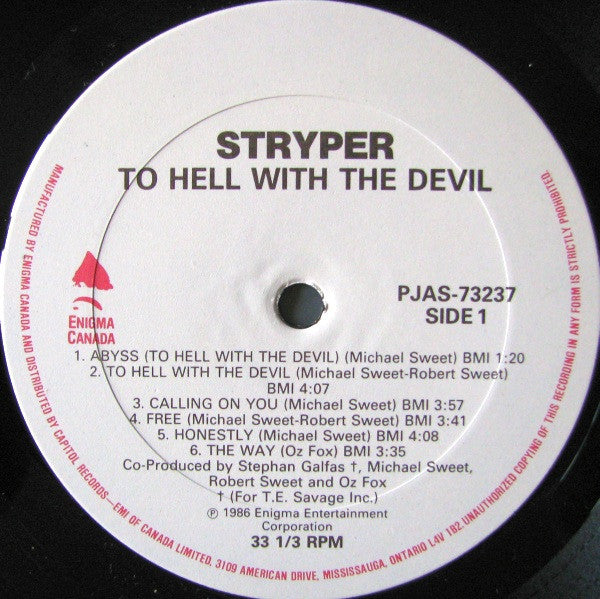 STRYPER
TO HELL WITH THE DEVIL
ENIGMA
CANADA
PJAS-73237
SIDE 1
1. ABYSS (TO HELL WITH THE DEVIL) (Michael Sweet) BMI 1:20
2. TO HELL WITH THE DEVIL (Michael Sweet-Robert Sweet)
BMI 4:07
3. CALLING ON YOU (Michael Sweet) BMI 3:57
4. FREE (Michael Sweet-Robert Sweet) BMI 3:41
5. HONESTLY (Michael Sweet) BMI 4:08
6. THE WAY (Oz Fox) BMI 3:35
Co-Produced by Stephan Galfas †, Michael Sweet,
Robert Sweet and Oz Fox
† (For T.E. Savage Inc.)
℗ 1986 Enigma Entertainment
Corporation
33 1/3 RPM
MANUFACTURED BY ENIGMA CANADA AND DISTRIBUTED BY CAPITOL RECORDS—EMI OF CANADA LIMITED, 3109 AMERICAN DRIVE, MISSISSAUGA, ONTARIO L4V 1B2 UNAUTHORIZED COPYING OF THIS RECORDING IN ANY FORM IS STRICTLY PROHIBITED.